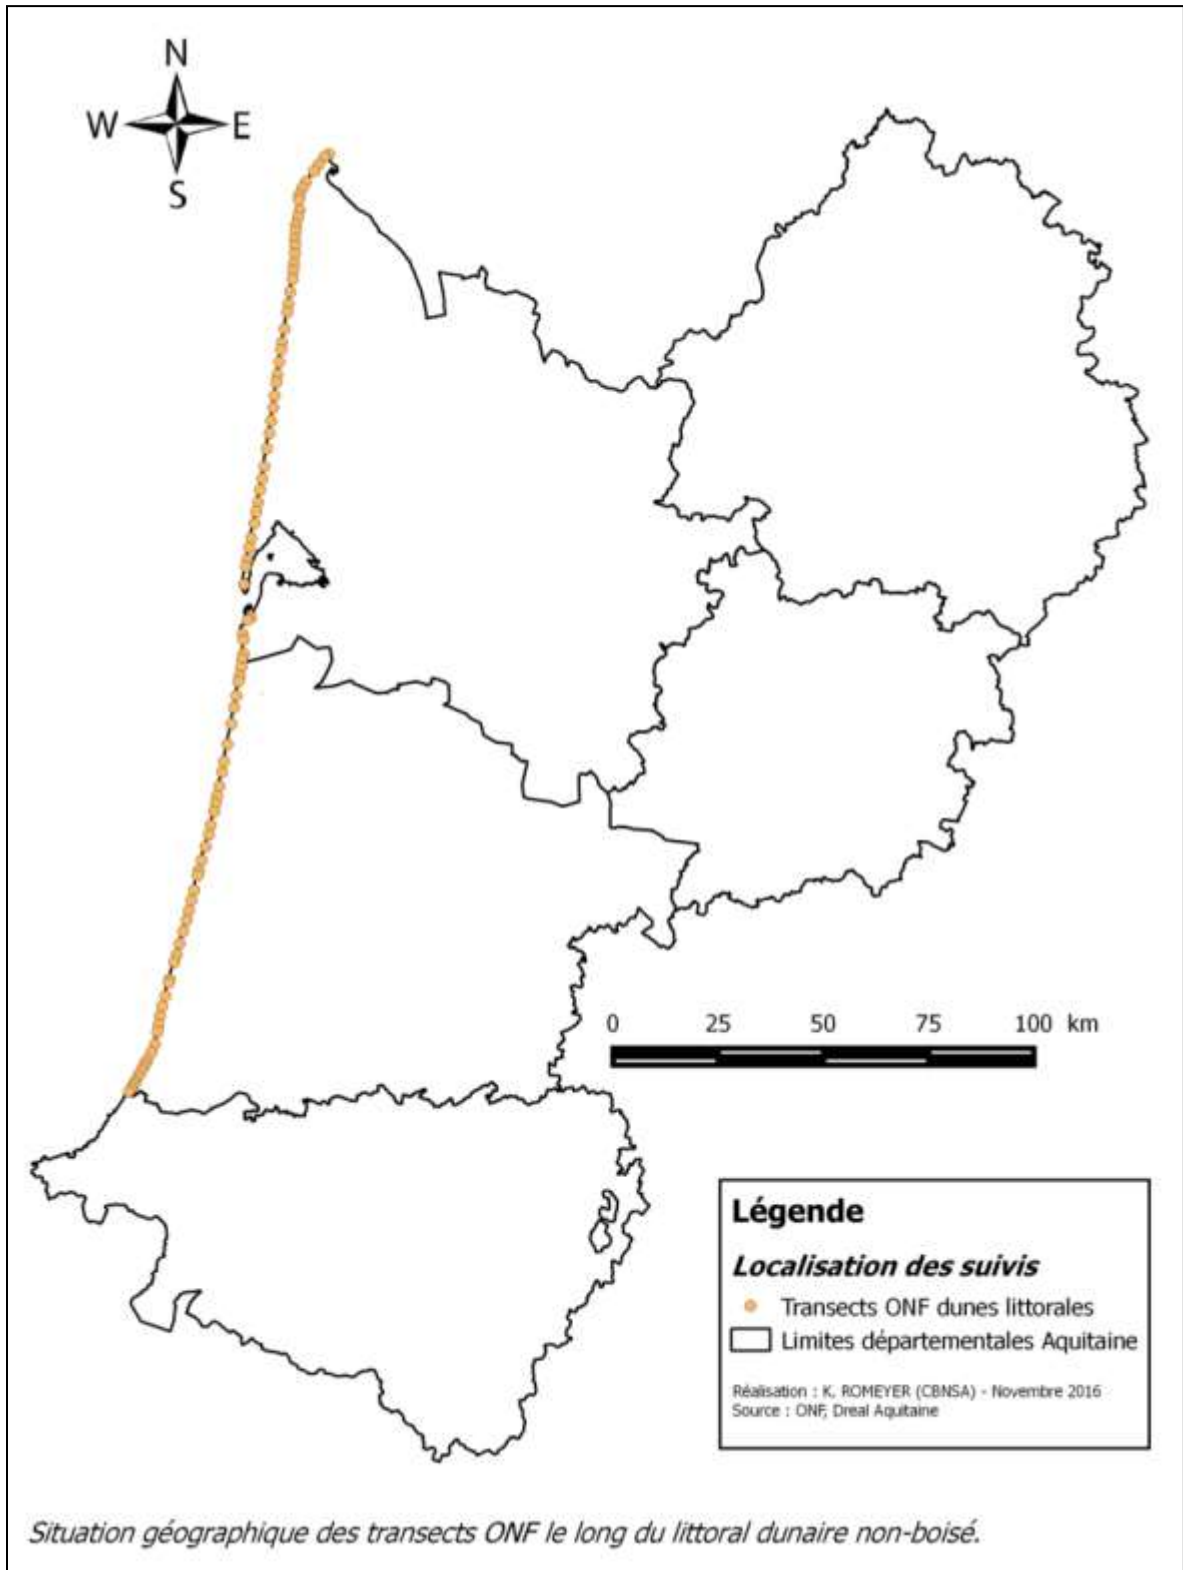 N
W E
S
0 25 50 75 100 km
Légende
Localisation des suivis
Transects ONF dunes littorales
Limites départementales Aquitaine
Réalisation : K. ROMEYER (CBNSA) - Novembre 2016
Source : ONF, Dreal Aquitaine
Situation géographique des transects ONF le long du littoral dunaire non-boisé.